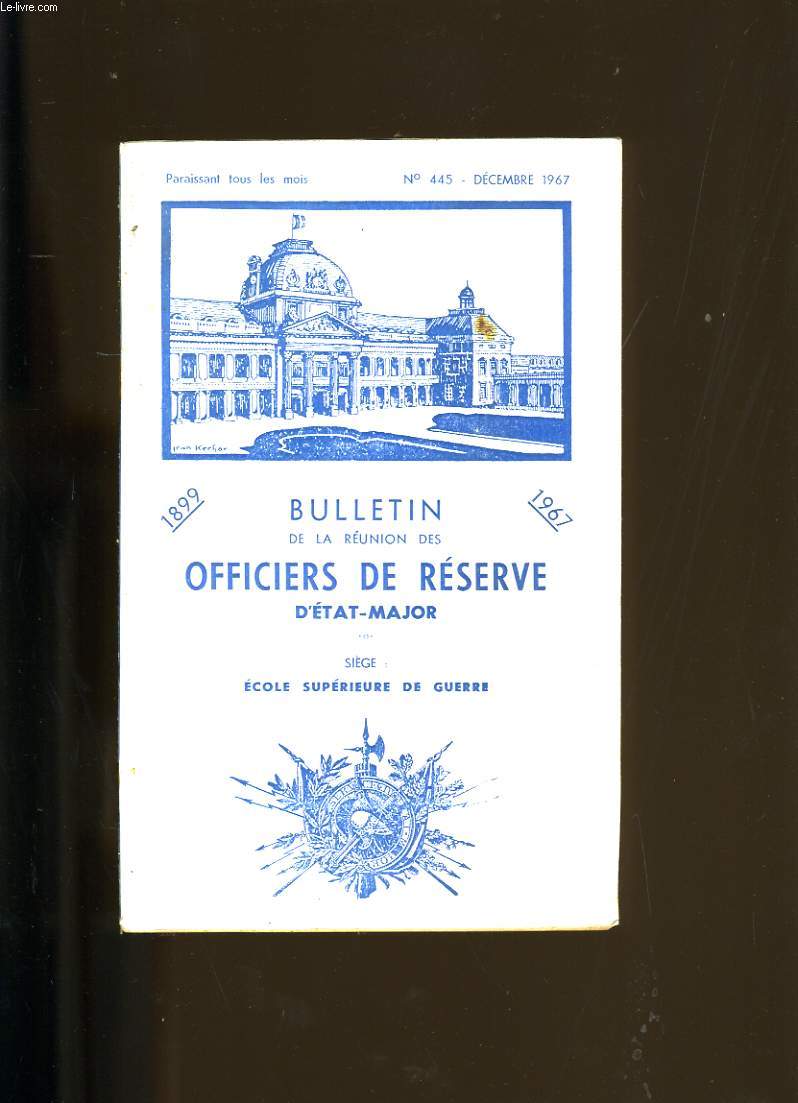 Le-livre.com
Paraissant tous les mois
Nº 445 - DÉCEMBRE 1967
1899
1967
BULLETIN
DE LA RÉUNION DES
OFFICIERS DE RÉSERVE
D'ÉTAT-MAJOR
SIÈGE :
ÉCOLE SUPÉRIEURE DE GUERRE